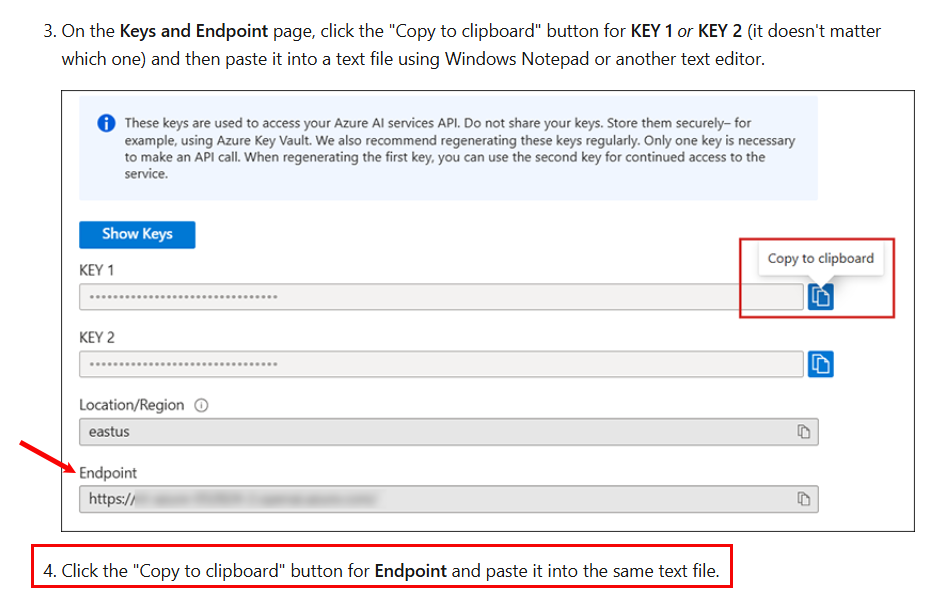 3. On the Keys and Endpoint page, click the "Copy to clipboard" button for KEY 1 or KEY 2 (it doesn't matter
which one) and then paste it into a text file using Windows Notepad or another text editor.
These keys are used to access your Azure AI services API. Do not share your keys. Store them securely– for
example, using Azure Key Vault. We also recommend regenerating these keys regularly. Only one key is necessary
to make an API call. When regenerating the first key, you can use the second key for continued access to the
service.
Show Keys
Copy to clipboard
KEY 1
KEY 2
Location/Region
eastus
Endpoint
https://
4. Click the "Copy to clipboard" button for Endpoint and paste it into the same text file.